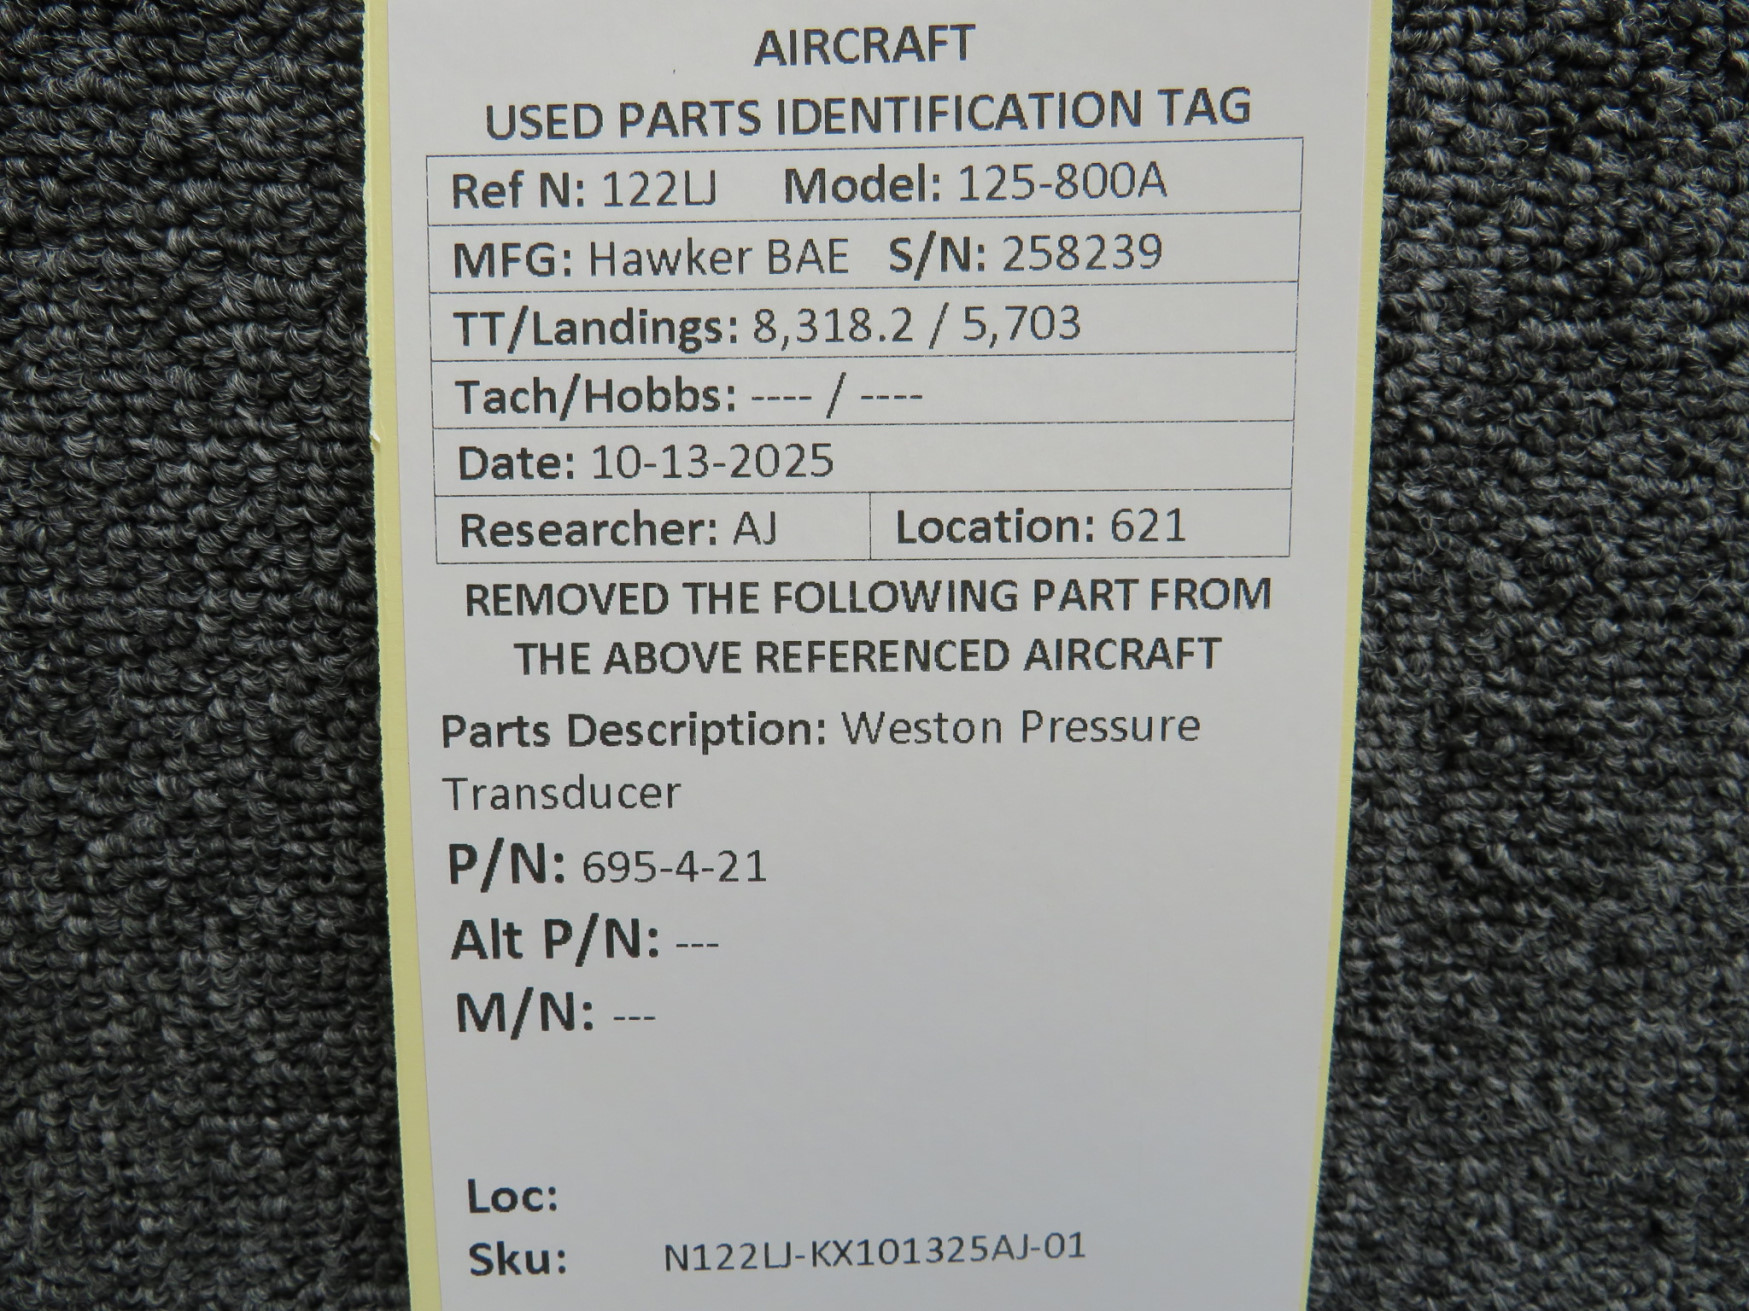 AIRCRAFT
USED PARTS IDENTIFICATION TAG
Ref N: 122LJ Model: 125-800A
MFG: Hawker BAE S/N: 258239
TT/Landings: 8,318.2 / 5,703
Tach/Hobbs: ---- / ----
Date: 10-13-2025
Researcher: AJ Location: 621
REMOVED THE FOLLOWING PART FROM
THE ABOVE REFERENCED AIRCRAFT
Parts Description: Weston Pressure
Transducer
P/N: 695-4-21
Alt P/N: ---
M/N: ---
Loc:
Sku: N122LJ-KX101325AJ-01